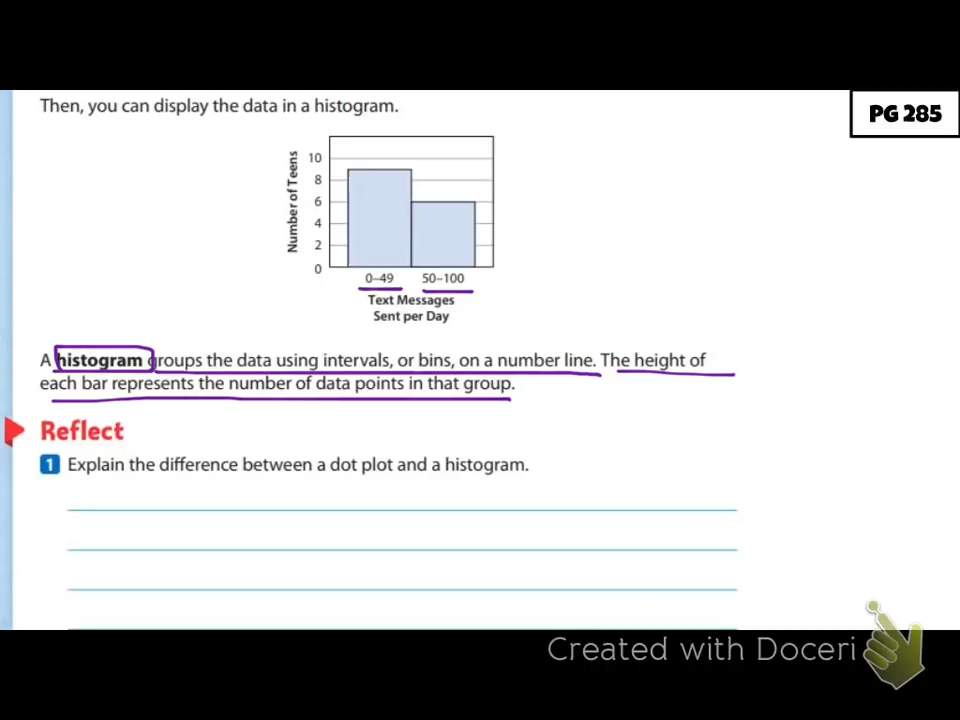 Then, you can display the data in a histogram.
PG 285
Number of Teens
10
8
6
4
2
0
0–49 50–100
Text Messages
Sent per Day
A histogram groups the data using intervals, or bins, on a number line. The height of
each bar represents the number of data points in that group.
Reflect
1 Explain the difference between a dot plot and a histogram.
Created with Doceri